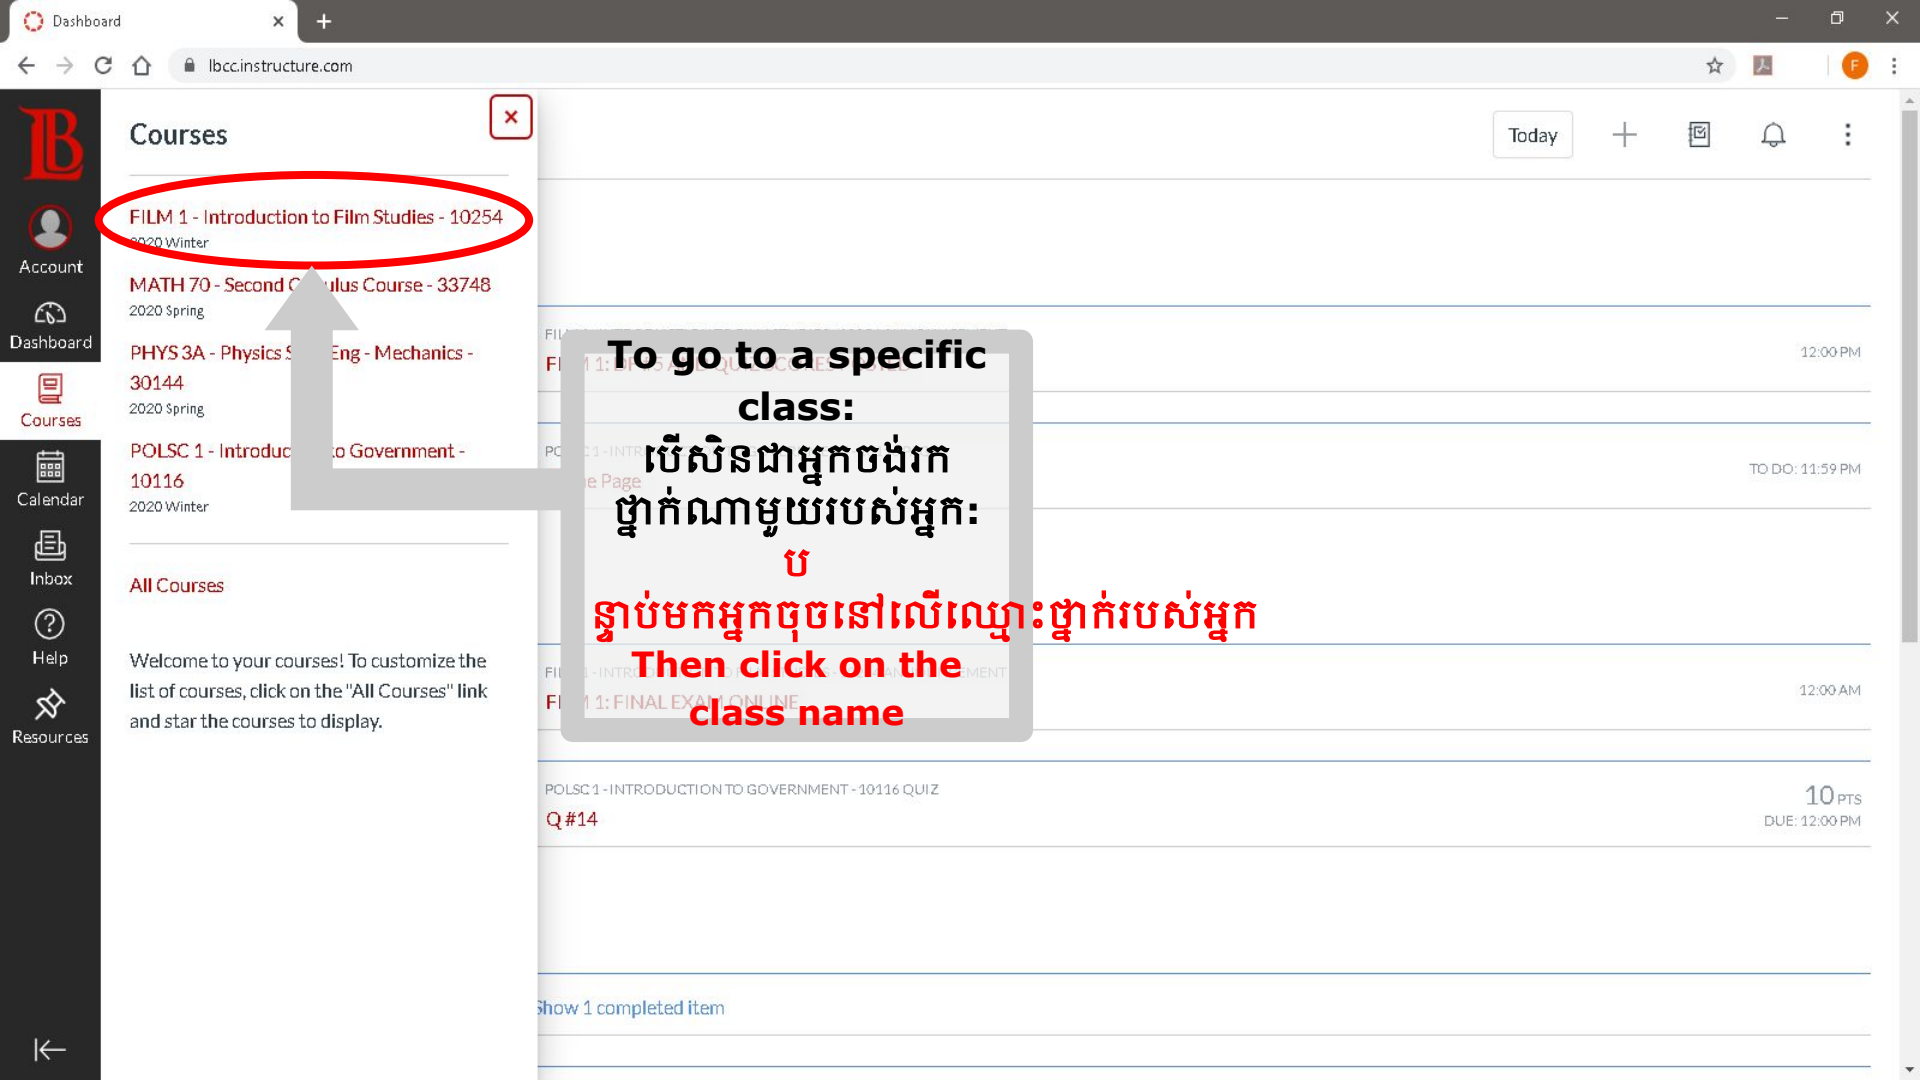 Dashboard
lbcc.instructure.com
F
LB
Account
Dashboard
Courses
Calendar
Inbox
Help
Resources
Courses
FILM 1 - Introduction to Film Studies - 10254
2020 Winter
MATH 70 - Second Calculus Course - 33748
2020 Spring
PHYS 3A - Physics Eng - Mechanics -
30144
2020 Spring
POLSC 1 - Introduc to Government -
10116
2020 Winter
All Courses
Welcome to your courses! To customize the
list of courses, click on the "All Courses" link
and star the courses to display.
Today
12:00 PM
TO DO: 11:59 PM
To go to a specific
class:
បើសិនជាអ្នកចង់រក
ថ្នាក់ណាមួយរបស់អ្នក:
ប
ន្ទាប់មកអ្នកចុចនៅលើឈ្មោះថ្នាក់របស់អ្នក
Then click on the
class name
1: FINAL EXAM ONLINE
12:00 AM
POLSC 1 - INTRODUCTION TO GOVERNMENT - 10116 QUIZ
Q #14
10 PTS
DUE: 12:00 PM
Show 1 completed item